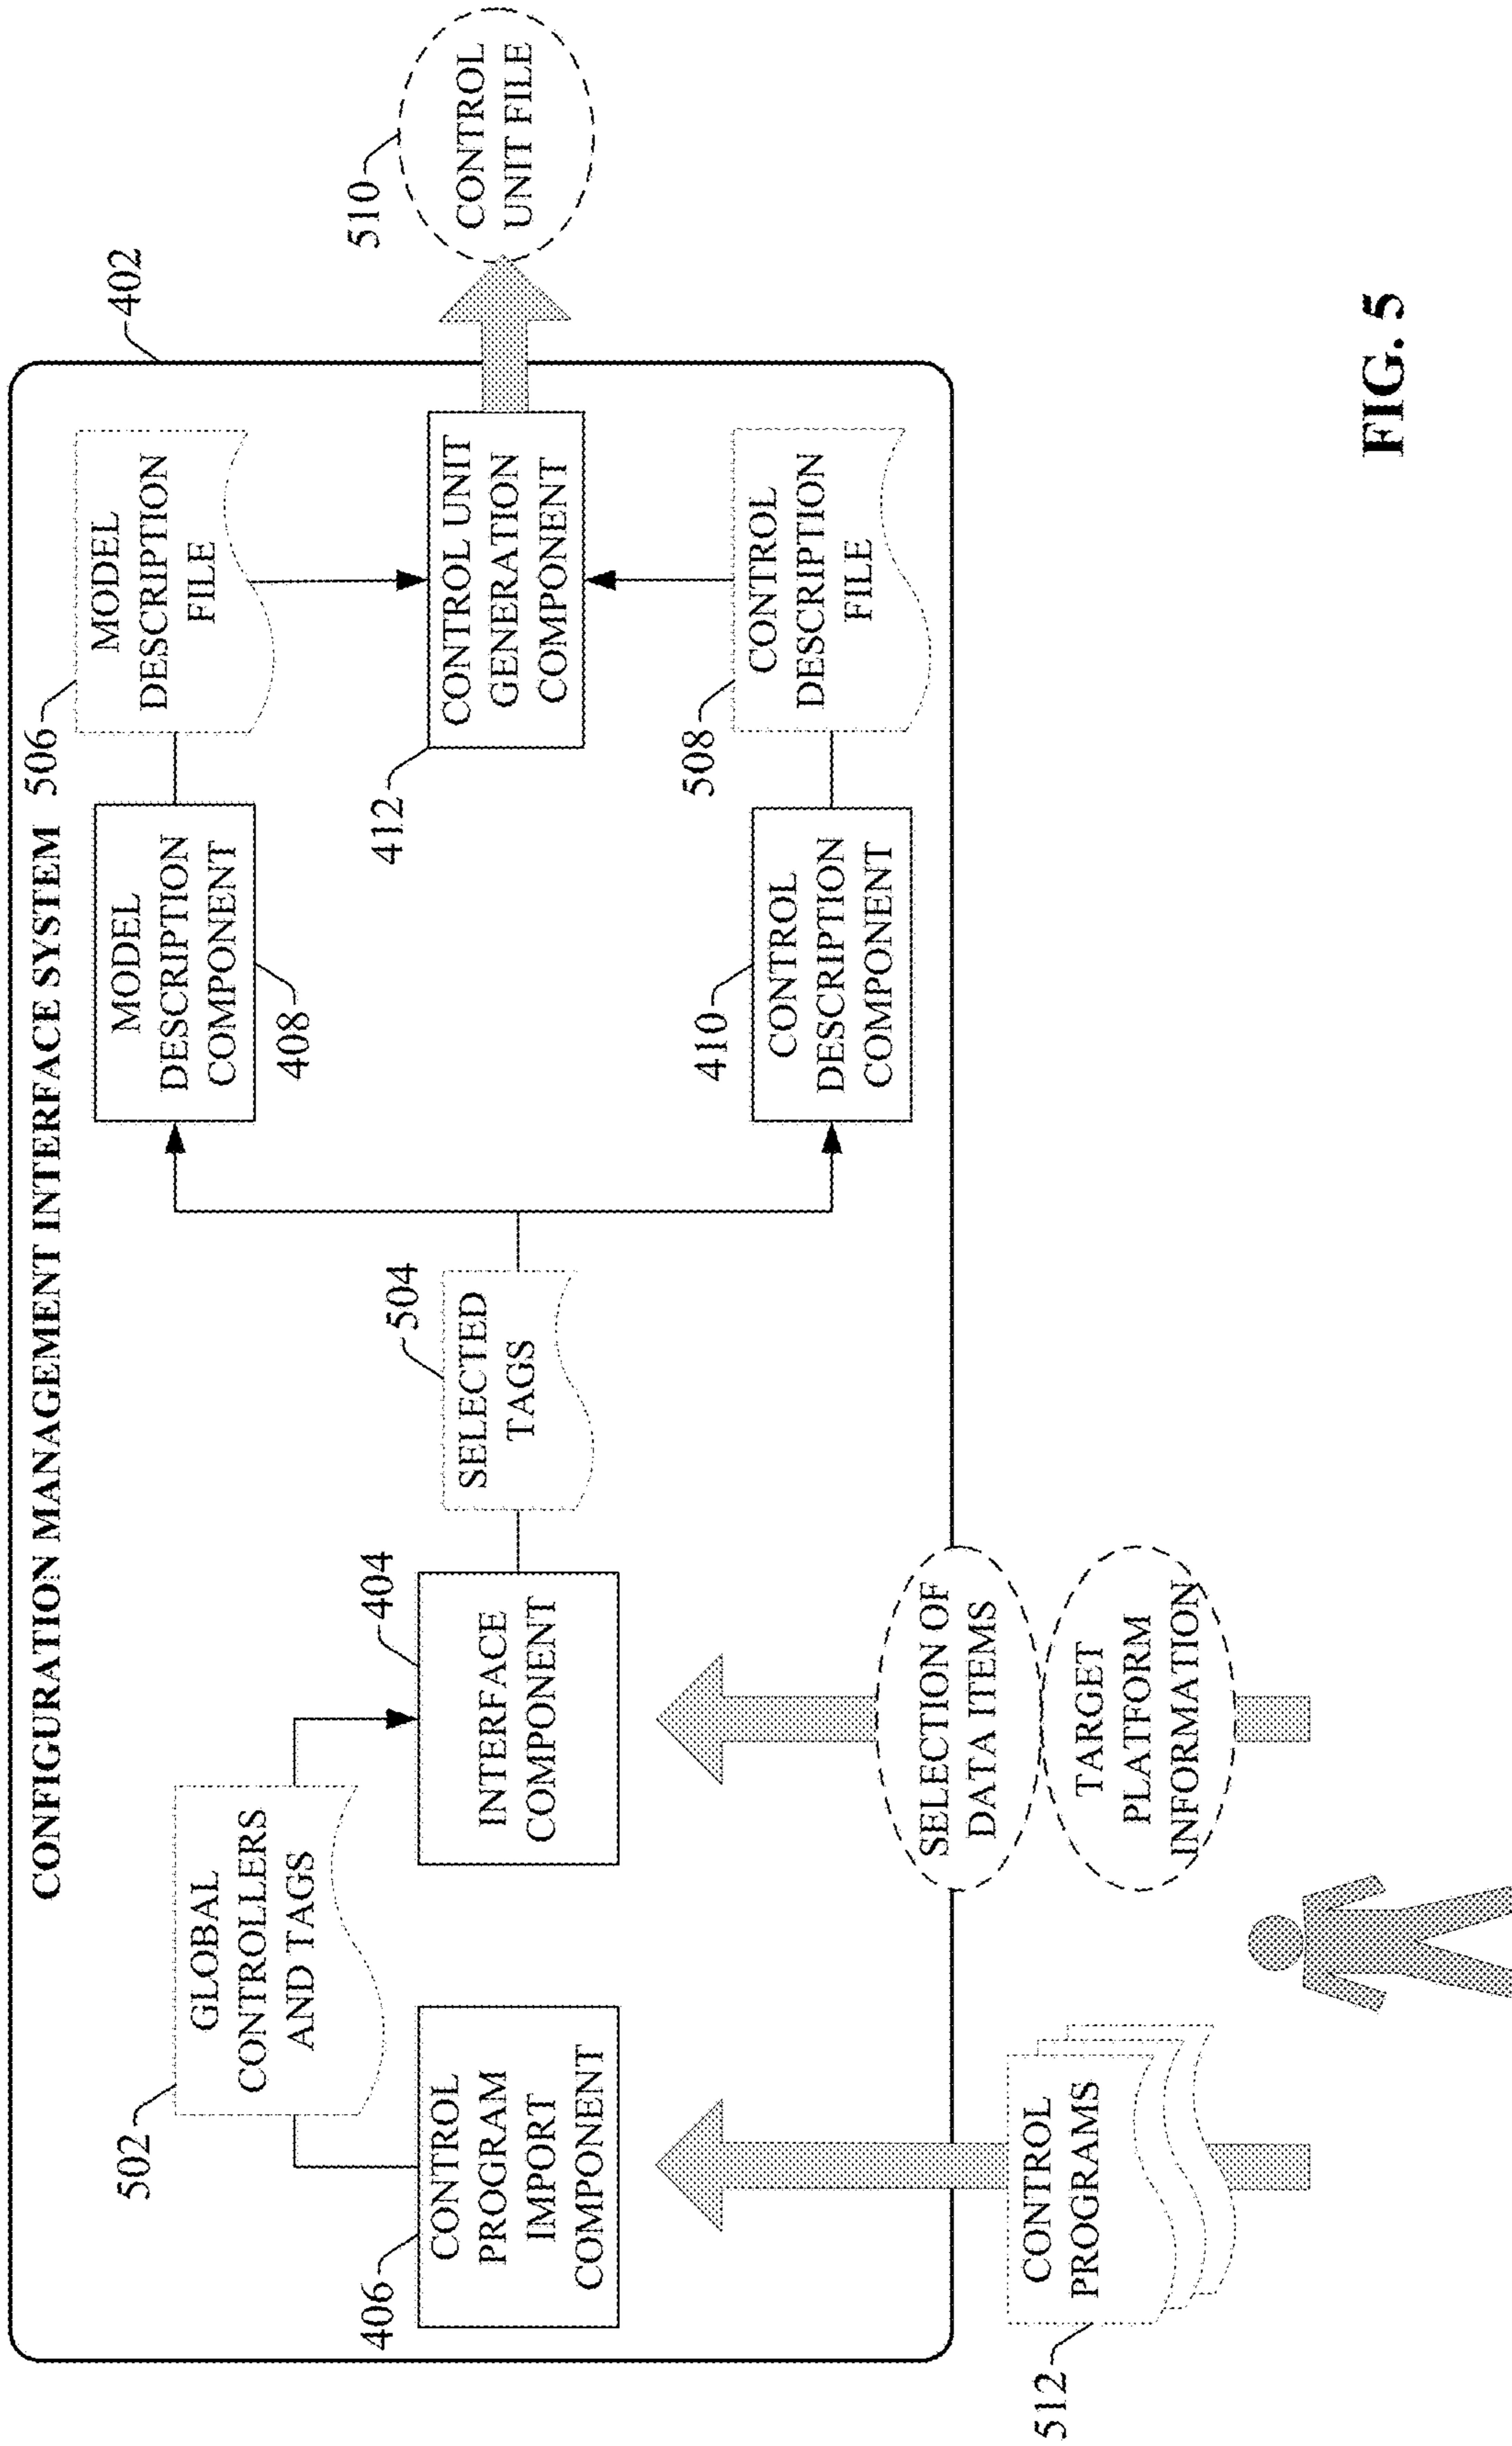 CONFIGURATION MANAGEMENT INTERFACE SYSTEM
402
502
GLOBAL
CONTROLLERS
AND TAGS
406
CONTROL
PROGRAM
IMPORT
COMPONENT
404
INTERFACE
COMPONENT
504
SELECTED
TAGS
MODEL
DESCRIPTION
COMPONENT
408
506
MODEL
DESCRIPTION
FILE
412
CONTROL UNIT
GENERATION
COMPONENT
510
CONTROL
UNIT FILE
410
CONTROL
DESCRIPTION
COMPONENT
508
CONTROL
DESCRIPTION
FILE
512
CONTROL
PROGRAMS
SELECTION OF
DATA ITEMS
TARGET
PLATFORM
INFORMATION
FIG. 5